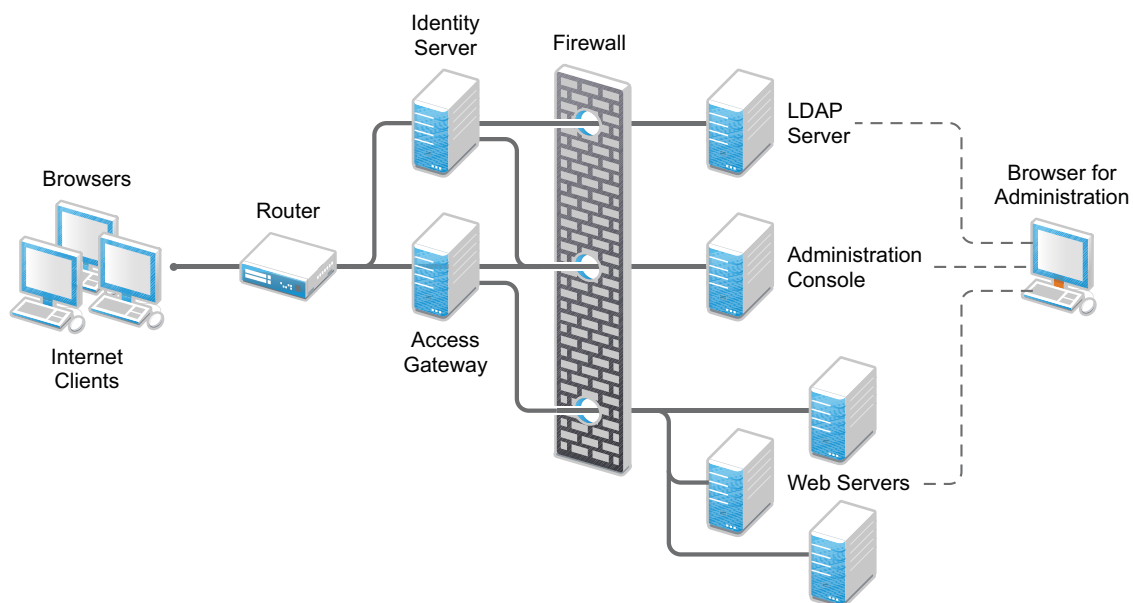 Identity
Server
Firewall
LDAP
Server
Browsers
Router
Browser for
Administration
Administration
Console
Internet
Clients
Access
Gateway
Web Servers